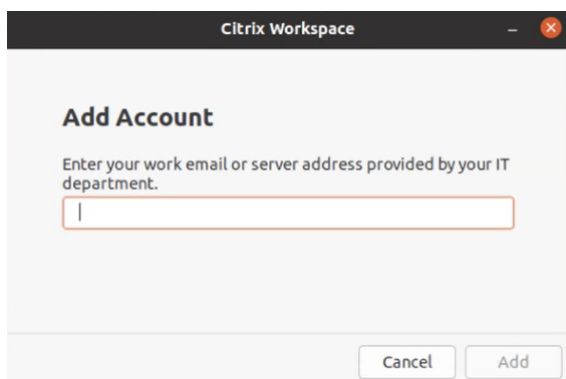 Citrix Workspace
Add Account
Enter your work email or server address provided by your IT
department.
Cancel
Add